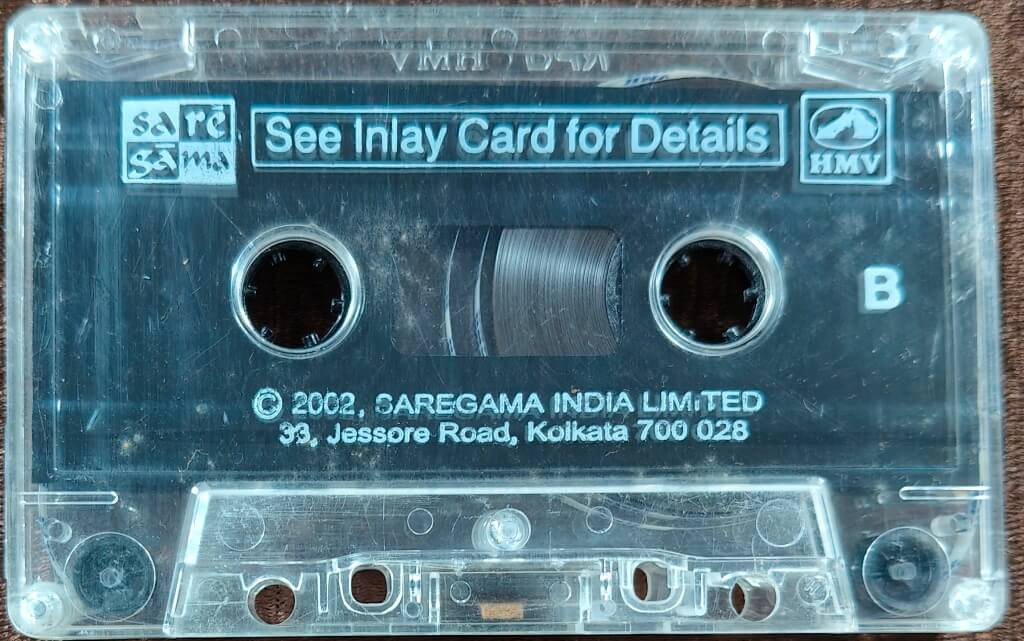 sa rē
gā ma
See Inlay Card for Details
HMV
B
© 2002, SAREGAMA INDIA LIMITED
33, Jessore Road, Kolkata 700 028